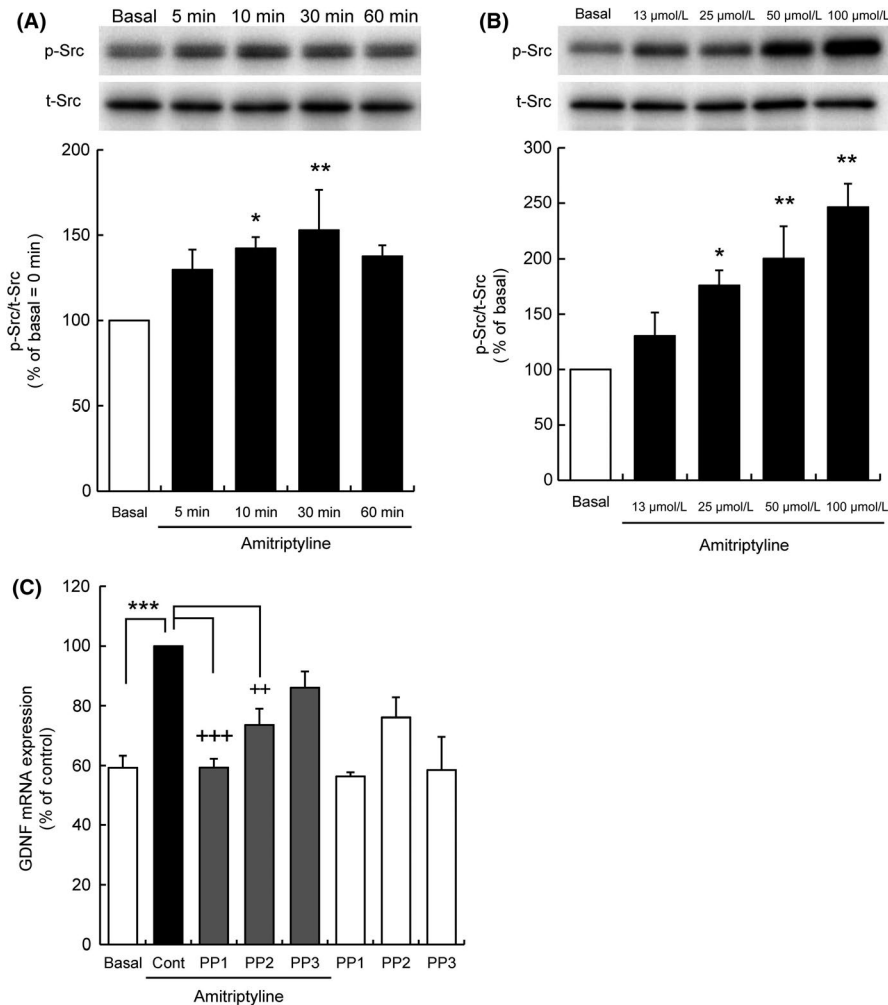 (A)
Basal 5 min 10 min 30 min 60 min
p-Src
t-Src
200
150
100
50
0
p-Src/t-Src
( % of basal = 0 min)
*
**
Basal 5 min 10 min 30 min 60 min
Amitriptyline
(B)
Basal 13 µmol/L 25 µmol/L 50 µmol/L 100 µmol/L
p-Src
t-Src
300
250
200
150
100
50
0
p-Src/t-Src
( % of basal)
*
**
**
Basal 13 µmol/L 25 µmol/L 50 µmol/L 100 µmol/L
Amitriptyline
(C)
120
100
80
60
40
20
0
GDNF mRNA expression
(% of control)
***
+++
++
Basal Cont PP1 PP2 PP3 PP1 PP2 PP3
Amitriptyline